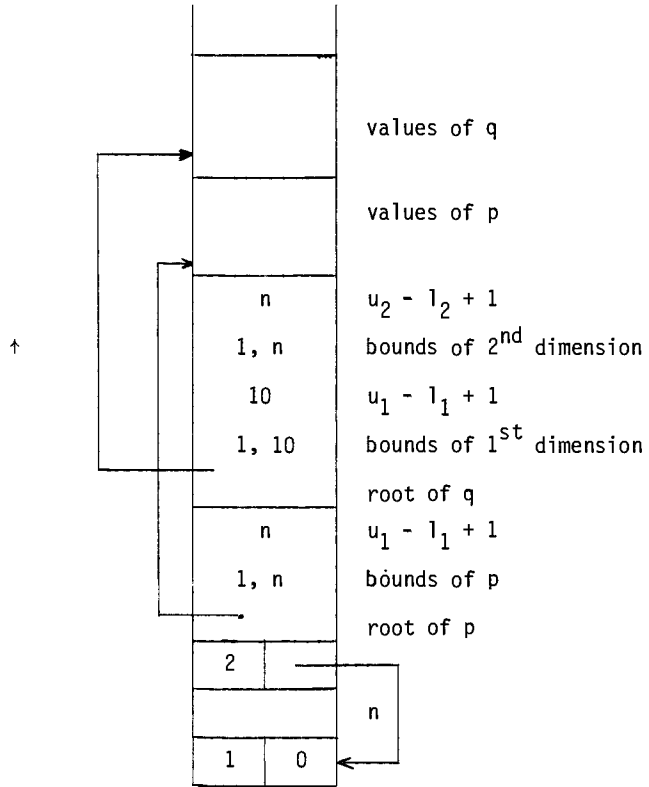 values of q
values of p
n u₂ - l₂ + 1
↑ 1, n bounds of 2ⁿᵈ dimension
10 u₁ - l₁ + 1
1, 10 bounds of 1ˢᵗ dimension
root of q
n u₁ - l₁ + 1
1, n bounds of p
root of p
2
n
1 0